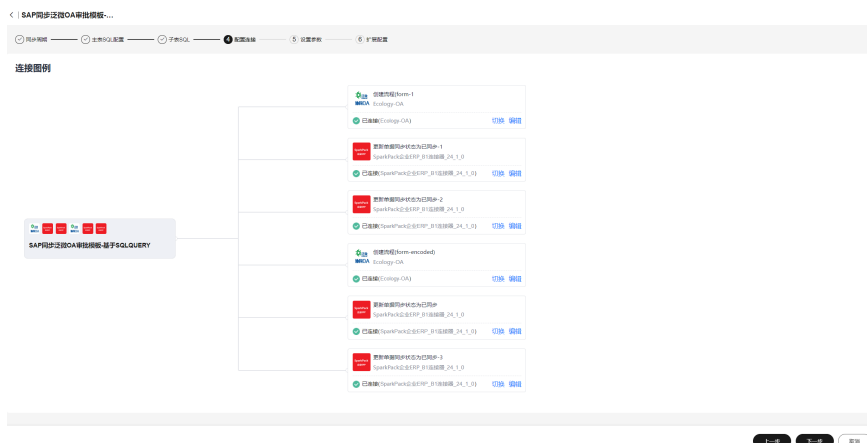 SAP同步泛微OA审批模板-...
同步周期
主表SQL配置
子表SQL
4 配置连接
5 设置参数
6 扩展配置
连接图例
SAP同步泛微OA审批模板-基于SQLQUERY
创建流程(form-1
Ecology-OA
已连接(Ecology-OA) 切换 编辑
更新单据同步状态为已同步-1
SparkPack企业ERP_B1连接器_24_1_0
已连接(SparkPack企业ERP_B1连接器_24_1_0) 切换 编辑
更新单据同步状态为已同步-2
SparkPack企业ERP_B1连接器_24_1_0
已连接(SparkPack企业ERP_B1连接器_24_1_0) 切换 编辑
创建流程(form-encoded)
Ecology-OA
已连接(Ecology-OA) 切换 编辑
更新单据同步状态为已同步
SparkPack企业ERP_B1连接器_24_1_0
已连接(SparkPack企业ERP_B1连接器_24_1_0) 切换 编辑
更新单据同步状态为已同步-3
SparkPack企业ERP_B1连接器_24_1_0
已连接(SparkPack企业ERP_B1连接器_24_1_0) 切换 编辑
上一步 下一步